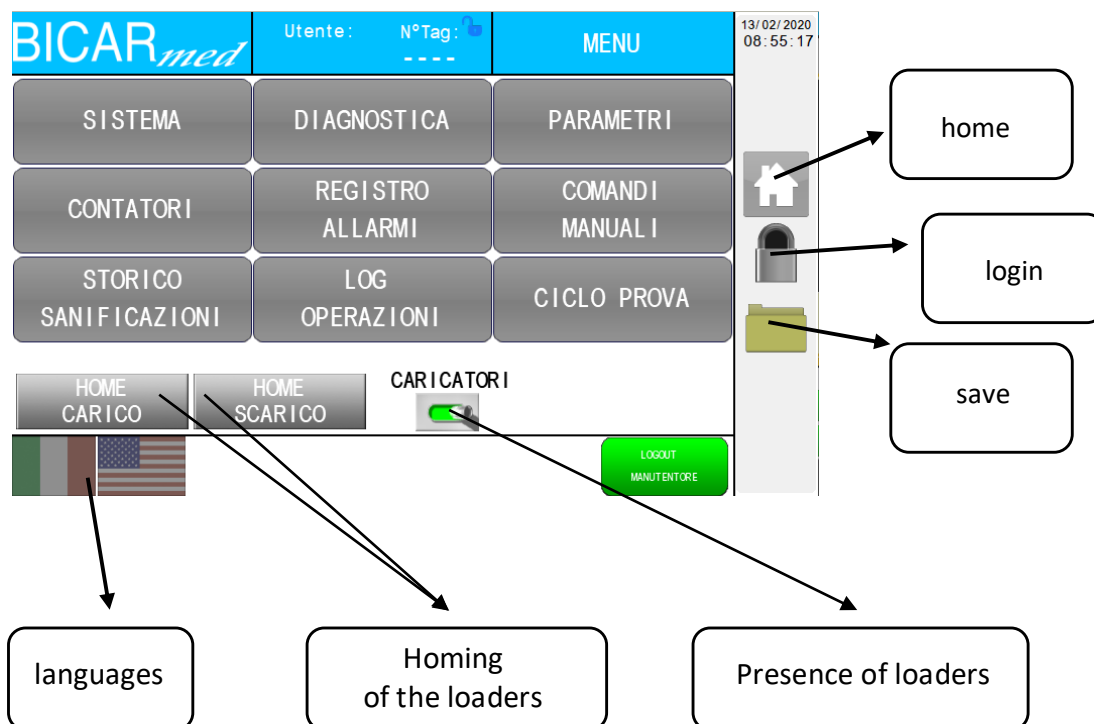 BICARmed
Utente: N°Tag:
----
MENU
13/02/2020
08:55:17
SISTEMA
DIAGNOSTICA
PARAMETRI
home
CONTATORI
REGISTRO
ALLARMI
COMANDI
MANUALI
login
STORICO
SANIFICAZIONI
LOG
OPERAZIONI
CICLO PROVA
save
HOME
CARICO
HOME
SCARICO
CARICATORI
LOGOUT
MANUTENTORE
languages
Homing
of the loaders
Presence of loaders